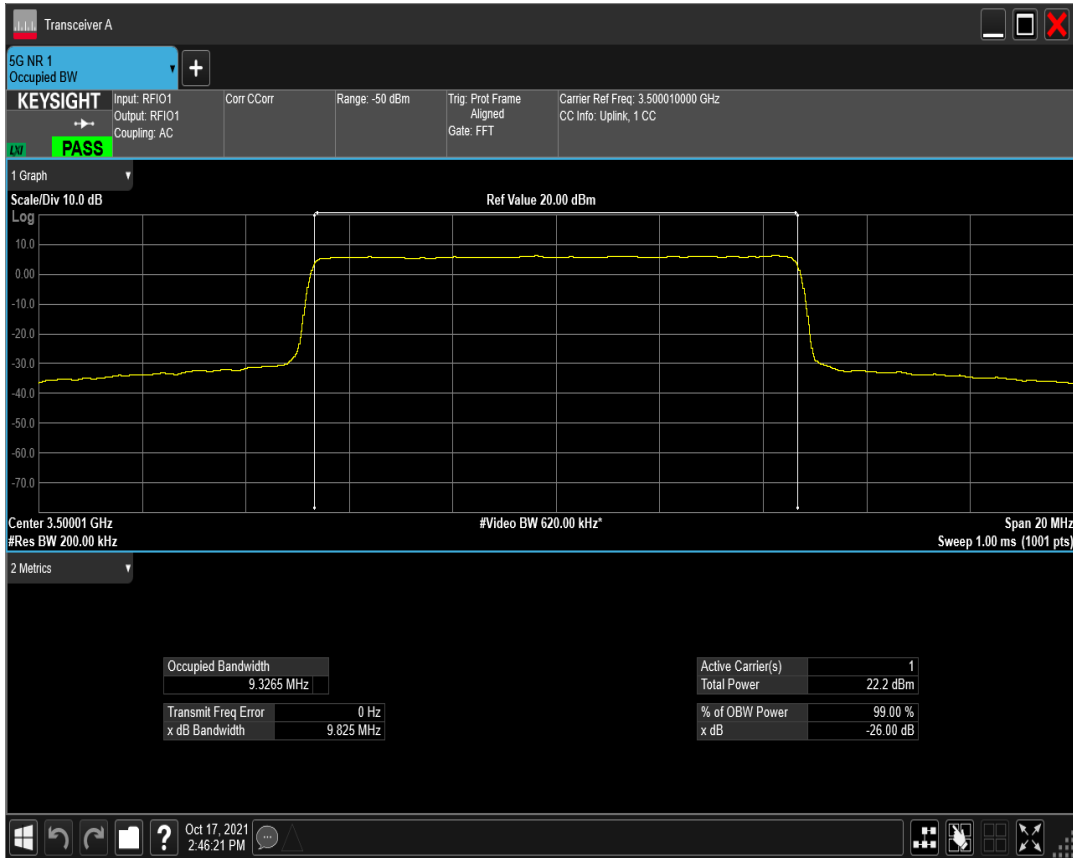 Transceiver A
5G NR 1
Occupied BW
+
KEYSIGHT
LXI
PASS
Input: RFIO1
Output: RFIO1
Coupling: AC
Corr CCorr
Range: -50 dBm
Trig: Prot Frame
Aligned
Gate: FFT
Carrier Ref Freq: 3.500010000 GHz
CC Info: Uplink, 1 CC
1 Graph
Scale/Div 10.0 dB
Ref Value 20.00 dBm
Log
10.0
0.00
-10.0
-20.0
-30.0
-40.0
-50.0
-60.0
-70.0
Center 3.50001 GHz
#Video BW 620.00 kHz*
Span 20 MHz
#Res BW 200.00 kHz
Sweep 1.00 ms (1001 pts)
2 Metrics
Occupied Bandwidth
9.3265 MHz
Transmit Freq Error 0 Hz
x dB Bandwidth 9.825 MHz
Active Carrier(s) 1
Total Power 22.2 dBm
% of OBW Power 99.00 %
x dB -26.00 dB
?
Oct 17, 2021
2:46:21 PM